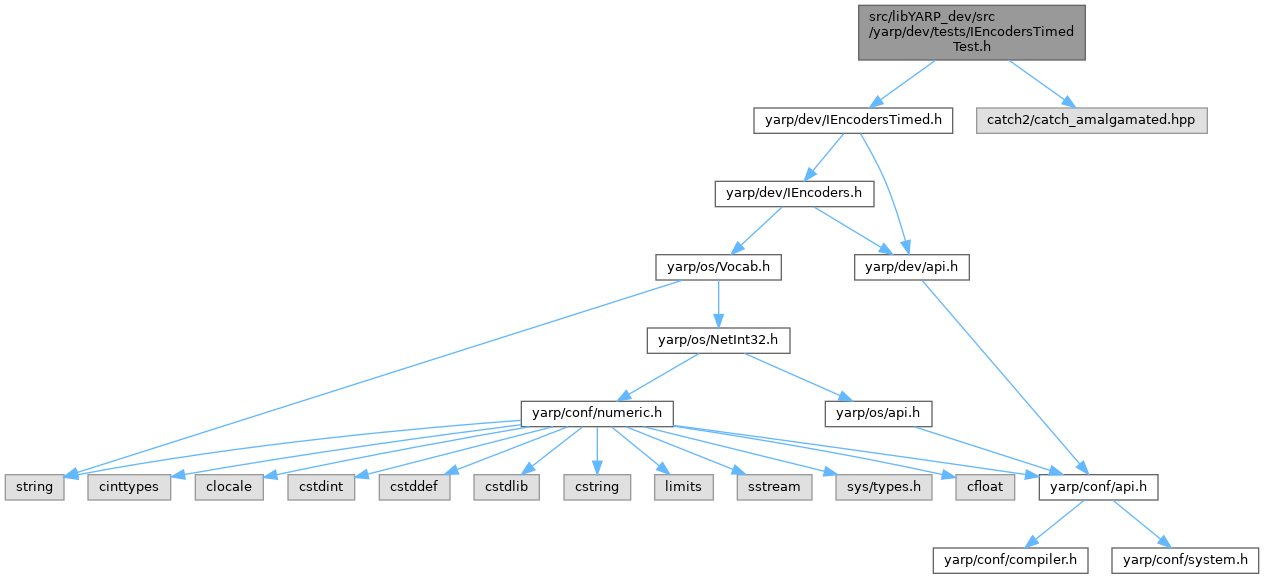 src/libYARP_dev/src
/yarp/dev/tests/IEncodersTimed
Test.h
yarp/dev/IEncodersTimed.h
catch2/catch_amalgamated.hpp
yarp/dev/IEncoders.h
yarp/os/Vocab.h
yarp/dev/api.h
yarp/os/NetInt32.h
yarp/conf/numeric.h
yarp/os/api.h
string
cinttypes
clocale
cstdint
cstddef
cstdlib
cstring
limits
sstream
sys/types.h
cfloat
yarp/conf/api.h
yarp/conf/compiler.h
yarp/conf/system.h